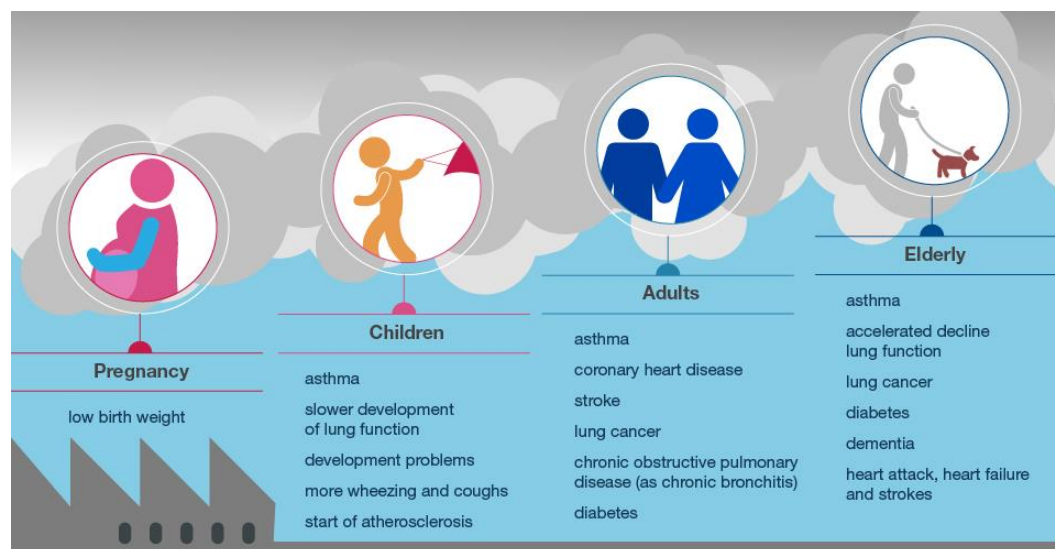 Pregnancy
low birth weight
Children
asthma
slower development
of lung function
development problems
more wheezing and coughs
start of atherosclerosis
Adults
asthma
coronary heart disease
stroke
lung cancer
chronic obstructive pulmonary
disease (as chronic bronchitis)
diabetes
Elderly
asthma
accelerated decline
lung function
lung cancer
diabetes
dementia
heart attack, heart failure
and strokes